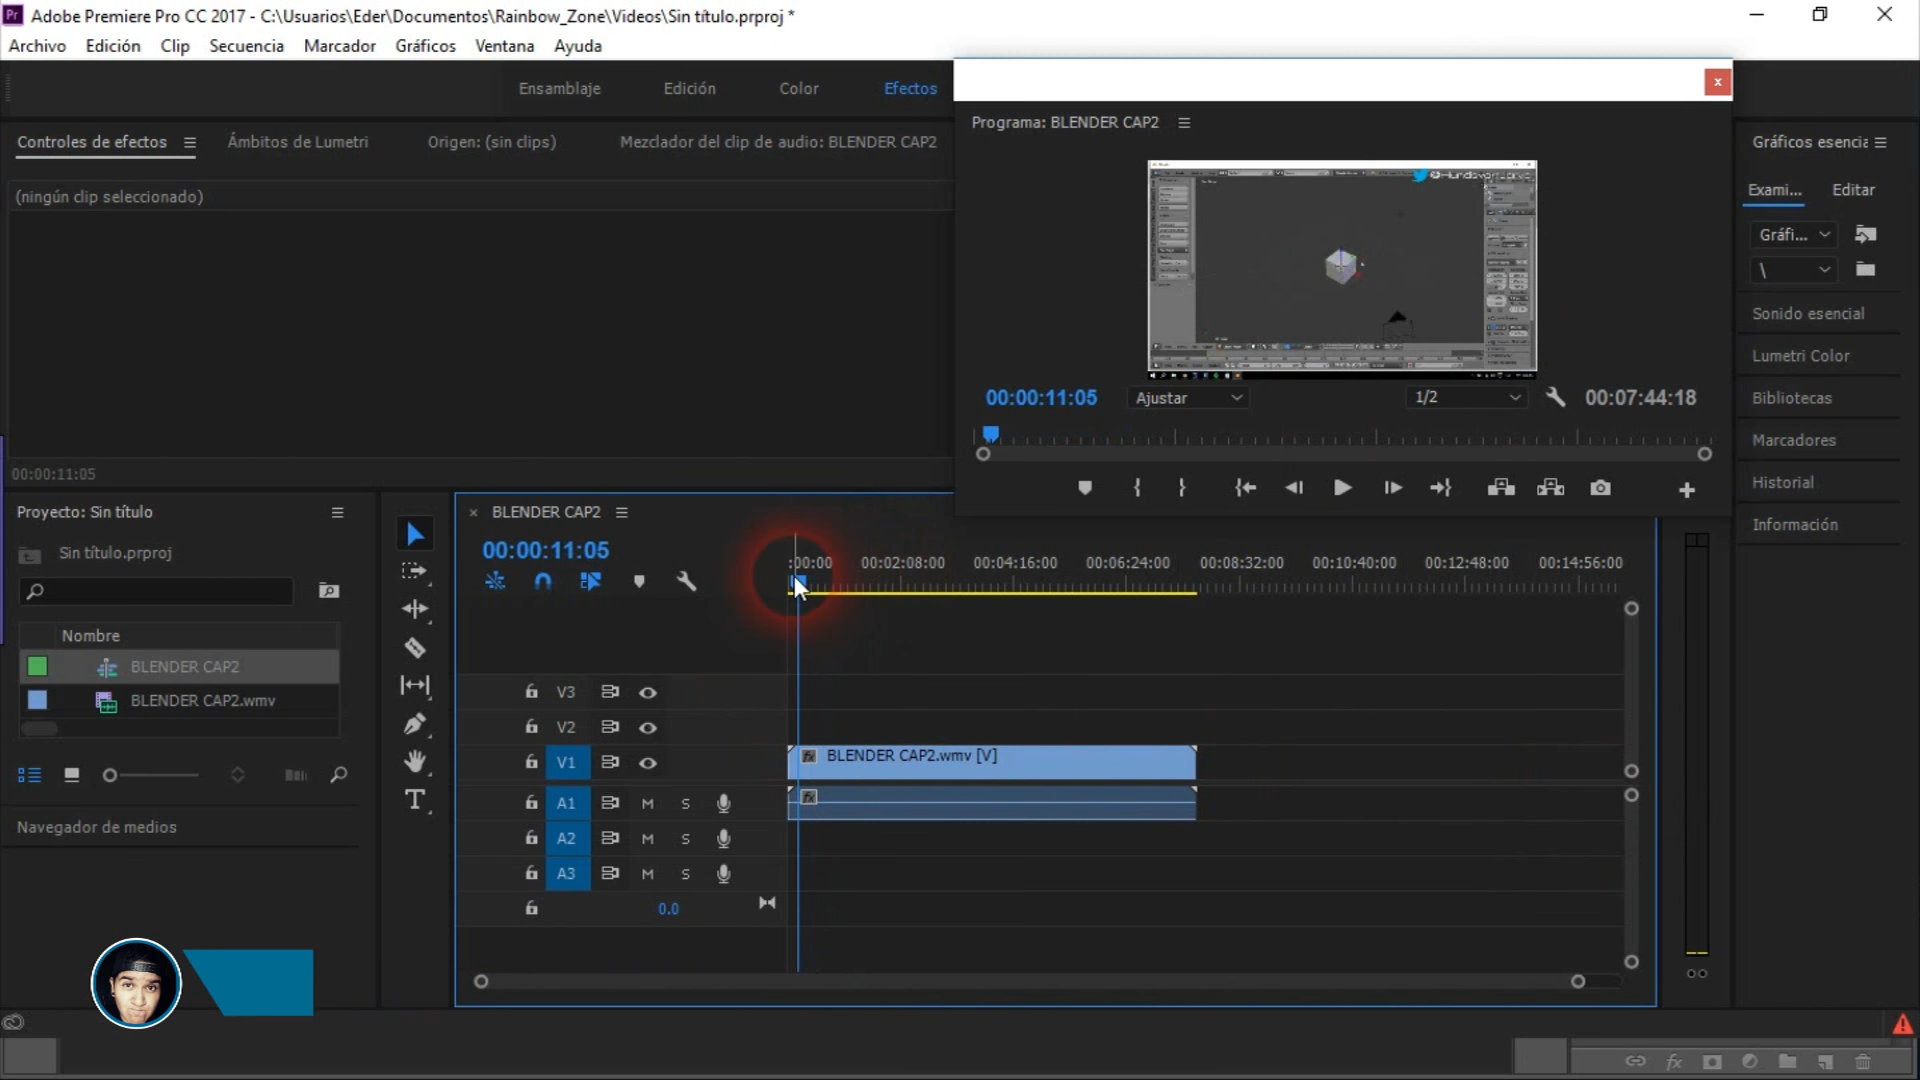 Pr Adobe Premiere Pro CC 2017 - C:\Usuarios\Eder\Documentos\Rainbow_Zone\Videos\Sin título.prproj *
Archivo Edición Clip Secuencia Marcador Gráficos Ventana Ayuda
Ensamblaje Edición Color Efectos
x
Controles de efectos Ámbitos de Lumetri Origen: (sin clips) Mezclador del clip de audio: BLENDER CAP2
(ningún clip seleccionado)
00:00:11:05
Programa: BLENDER CAP2
00:00:11:05 Ajustar 1/2 00:07:44:18
Gráficos esencia
Exami... Editar
Gráfi...
\
Sonido esencial
Lumetri Color
Bibliotecas
Marcadores
Historial
Información
Proyecto: Sin título
Sin título.prproj
Nombre
BLENDER CAP2
BLENDER CAP2.wmv
Navegador de medios
× BLENDER CAP2
00:00:11:05
:00:00 00:02:08:00 00:04:16:00 00:06:24:00 00:08:32:00 00:10:40:00 00:12:48:00 00:14:56:00
V3
V2
V1 fx BLENDER CAP2.wmv [V]
A1 M S fx
A2 M S
A3 M S
0.0
fx